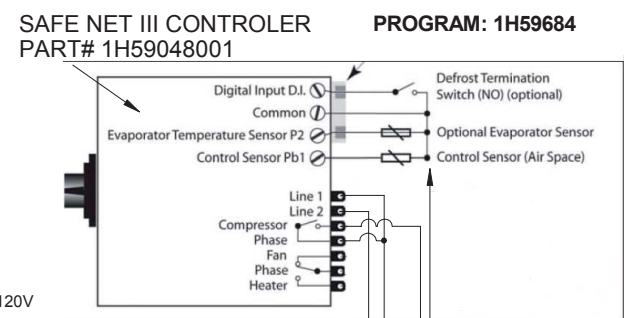 SAFE NET III CONTROLER
PART# 1H59048001
PROGRAM: 1H59684
Digital Input D.I.
Common
Evaporator Temperature Sensor P2
Control Sensor Pb1
Defrost Termination
Switch (NO) (optional)
Optional Evaporator Sensor
Control Sensor (Air Space)
Line 1
Line 2
Compressor
Phase
Fan
Phase
Heater
120V